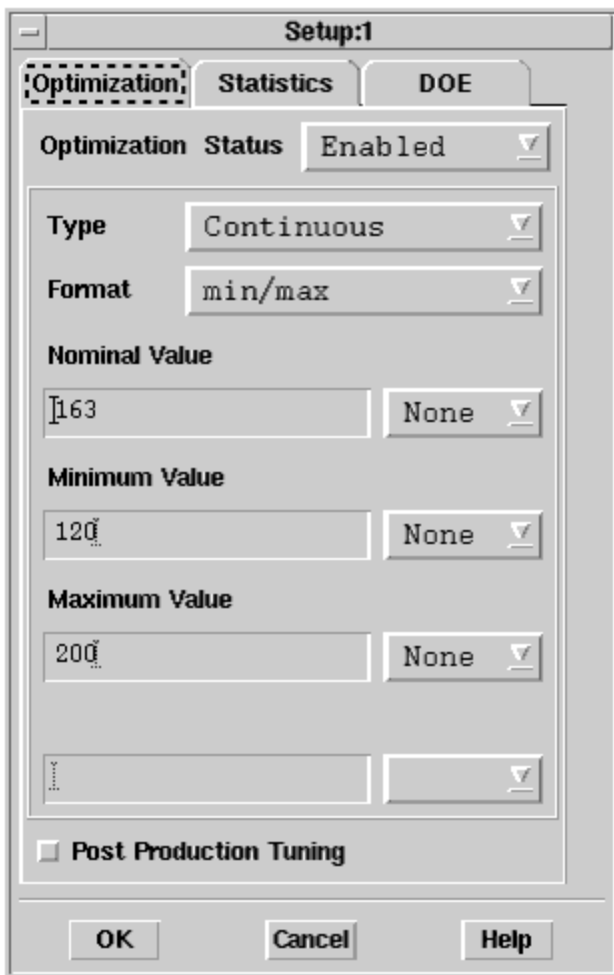 Setup:1
Optimization Statistics DOE
Optimization Status Enabled
Type Continuous
Format min/max
Nominal Value
163 None
Minimum Value
120 None
Maximum Value
200 None
Post Production Tuning
OK Cancel Help